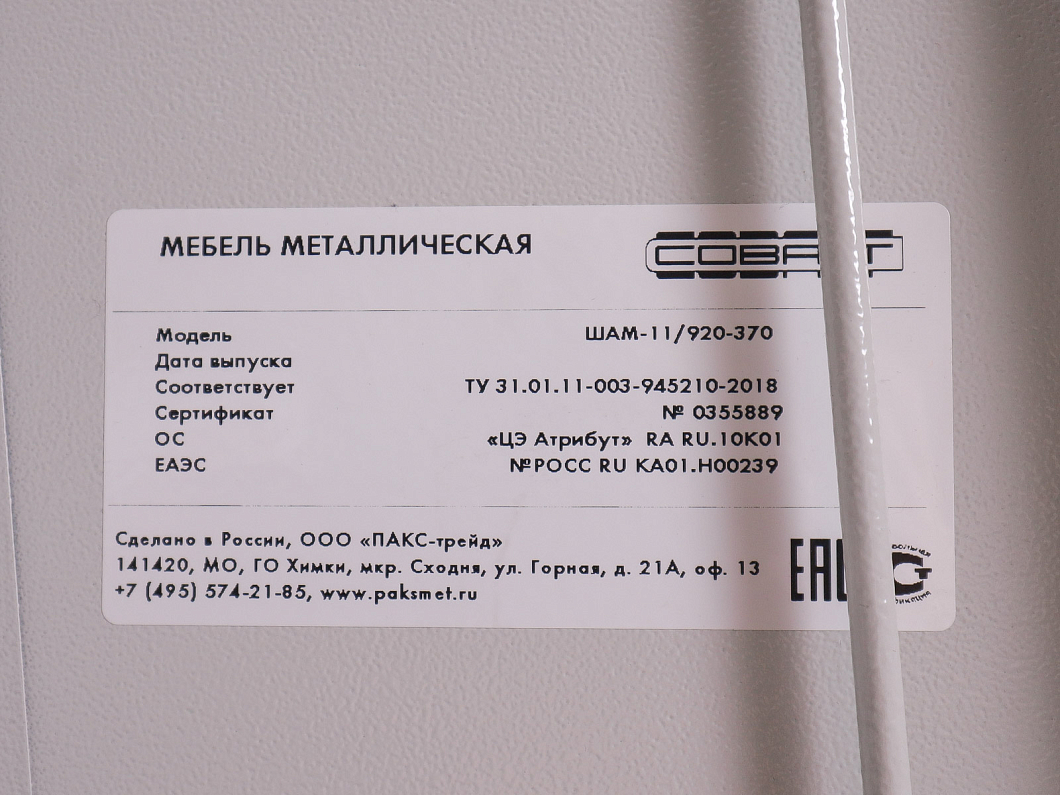 МЕБЕЛЬ МЕТАЛЛИЧЕСКАЯ
Модель ШАМ-11/920-370
Дата выпуска
Соответствует ТУ 31.01.11-003-945210-2018
Сертификат № 0355889
ОС «ЦЭ Атрибут» RA RU.10К01
ЕАЭС №РОСС RU КА01.Н00239
Сделано в России, ООО «ПАКС-трейд»
141420, МО, ГО Химки, мкр. Сходня, ул. Горная, д. 21А, оф. 13
+7 (495) 574-21-85, www.paksmet.ru
EAC